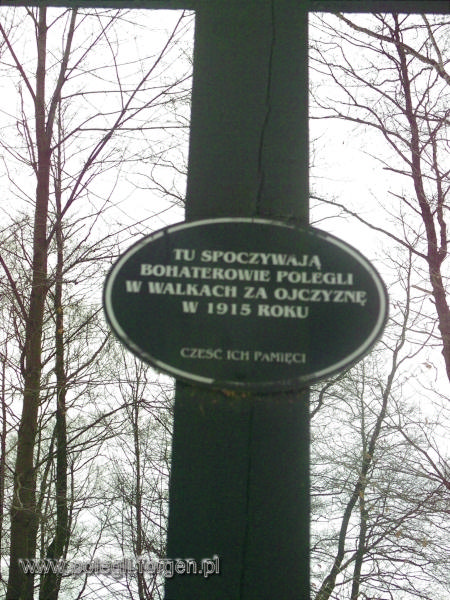 TU SPOCZYWAJĄ
BOHATEROWIE POLEGLI
W WALKACH ZA OJCZYZNĘ
W 1915 ROKU
CZEŚĆ ICH PAMIĘCI